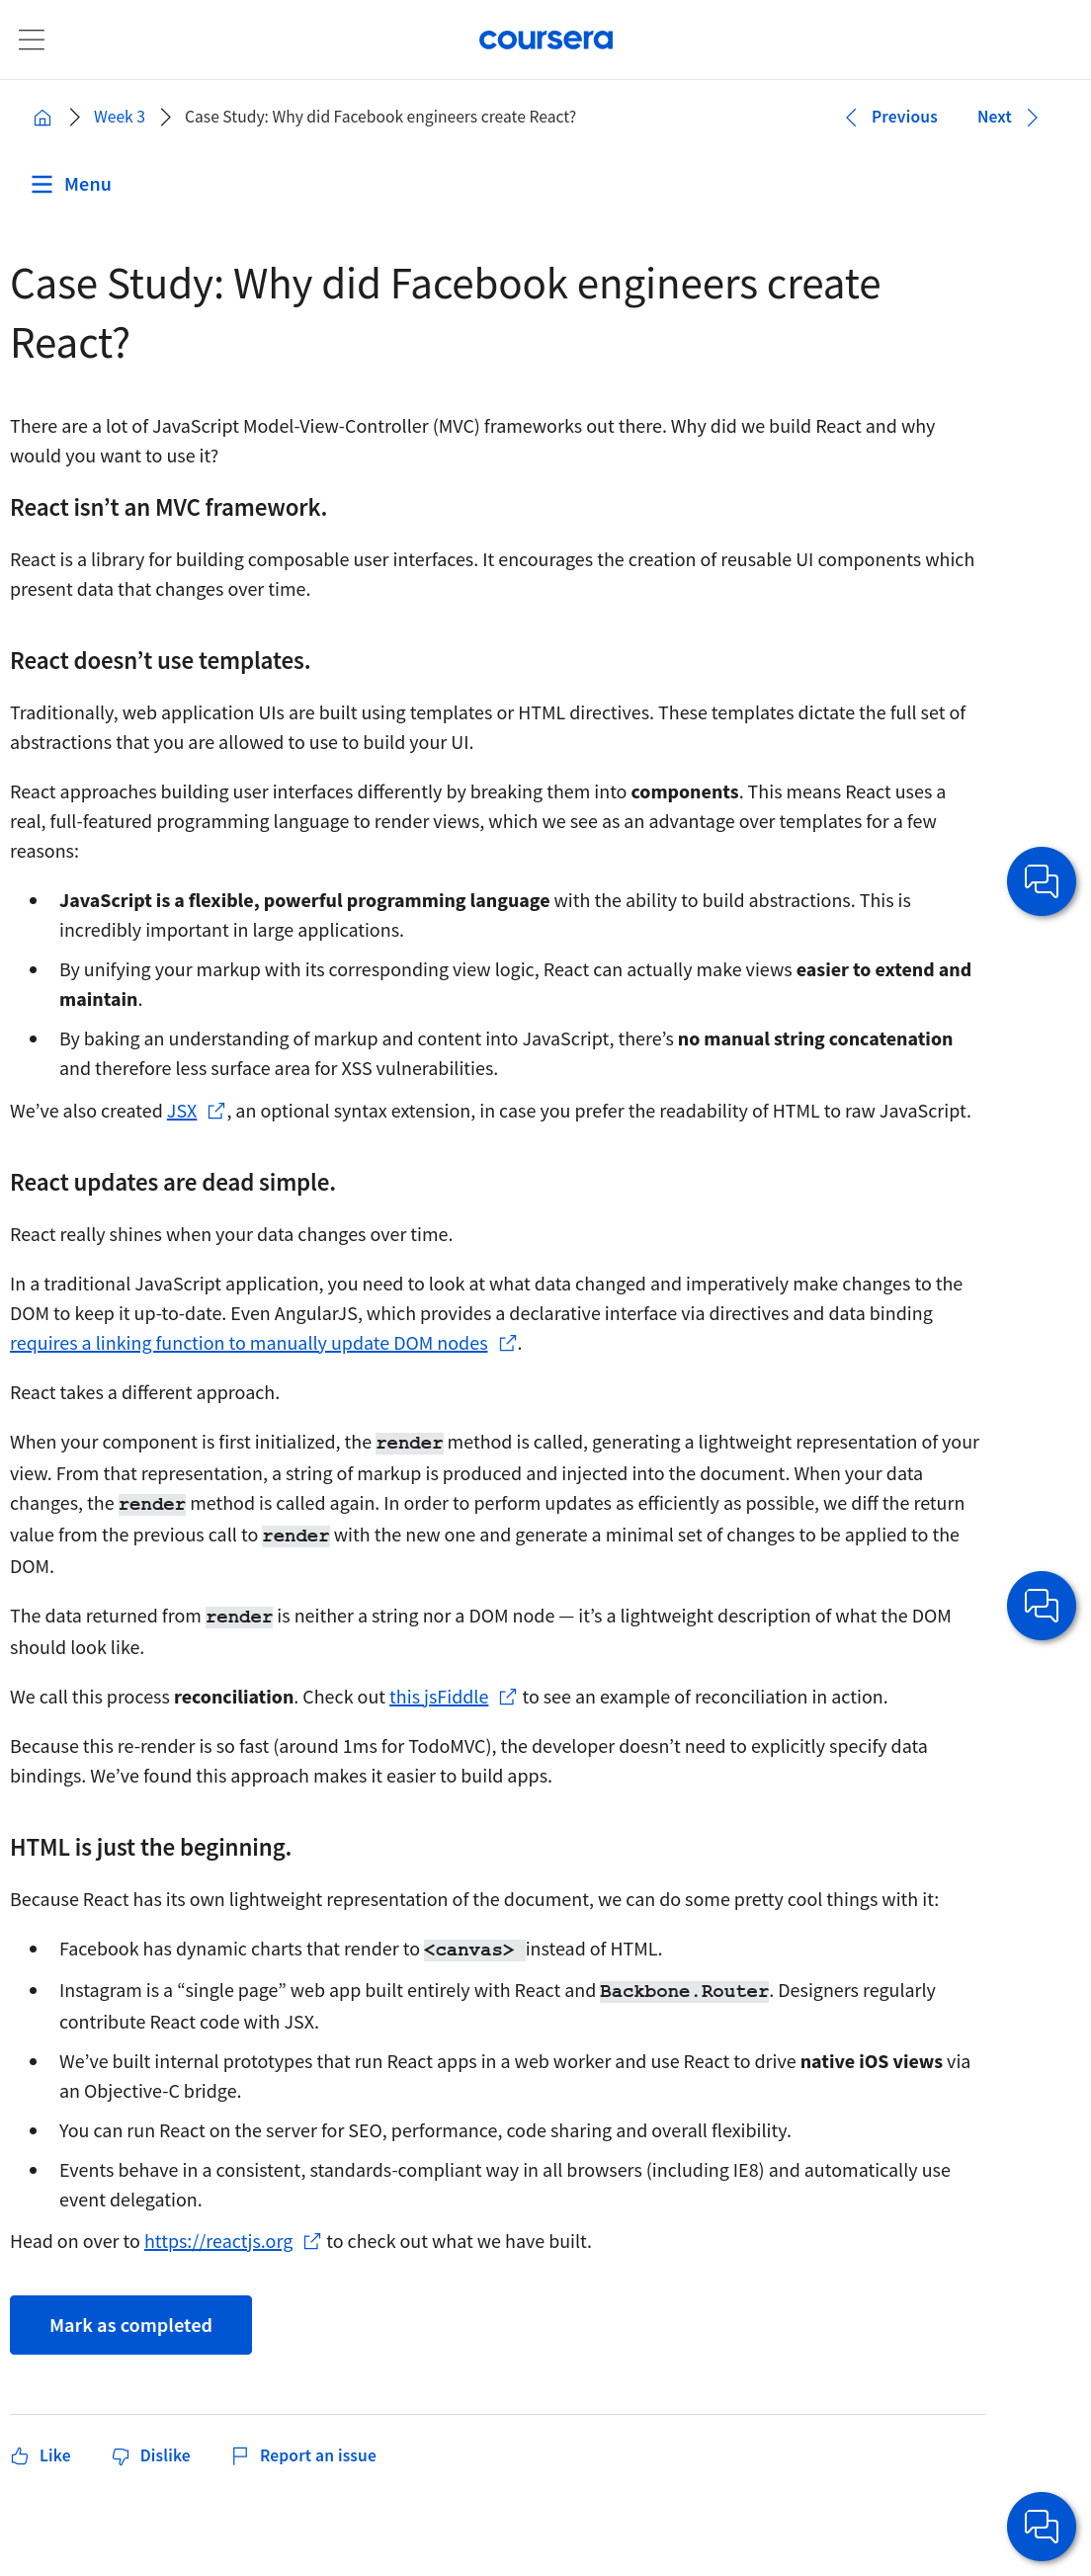 coursera
Week 3
Case Study: Why did Facebook engineers create React?
Previous
Next
Menu
Case Study: Why did Facebook engineers create
React?
There are a lot of JavaScript Model-View-Controller (MVC) frameworks out there. Why did we build React and why
would you want to use it?
React isn’t an MVC framework.
React is a library for building composable user interfaces. It encourages the creation of reusable UI components which
present data that changes over time.
React doesn’t use templates.
Traditionally, web application UIs are built using templates or HTML directives. These templates dictate the full set of
abstractions that you are allowed to use to build your UI.
React approaches building user interfaces differently by breaking them into components. This means React uses a
real, full-featured programming language to render views, which we see as an advantage over templates for a few
reasons:
• JavaScript is a flexible, powerful programming language with the ability to build abstractions. This is
incredibly important in large applications.
• By unifying your markup with its corresponding view logic, React can actually make views easier to extend and
maintain.
• By baking an understanding of markup and content into JavaScript, there’s no manual string concatenation
and therefore less surface area for XSS vulnerabilities.
We’ve also created JSX , an optional syntax extension, in case you prefer the readability of HTML to raw JavaScript.
React updates are dead simple.
React really shines when your data changes over time.
In a traditional JavaScript application, you need to look at what data changed and imperatively make changes to the
DOM to keep it up-to-date. Even AngularJS, which provides a declarative interface via directives and data binding
requires a linking function to manually update DOM nodes .
React takes a different approach.
When your component is first initialized, the render method is called, generating a lightweight representation of your
view. From that representation, a string of markup is produced and injected into the document. When your data
changes, the render method is called again. In order to perform updates as efficiently as possible, we diff the return
value from the previous call to render with the new one and generate a minimal set of changes to be applied to the
DOM.
The data returned from render is neither a string nor a DOM node — it’s a lightweight description of what the DOM
should look like.
We call this process reconciliation. Check out this jsFiddle to see an example of reconciliation in action.
Because this re-render is so fast (around 1ms for TodoMVC), the developer doesn’t need to explicitly specify data
bindings. We’ve found this approach makes it easier to build apps.
HTML is just the beginning.
Because React has its own lightweight representation of the document, we can do some pretty cool things with it:
• Facebook has dynamic charts that render to <canvas> instead of HTML.
• Instagram is a “single page” web app built entirely with React and Backbone.Router. Designers regularly
contribute React code with JSX.
• We’ve built internal prototypes that run React apps in a web worker and use React to drive native iOS views via
an Objective-C bridge.
• You can run React on the server for SEO, performance, code sharing and overall flexibility.
• Events behave in a consistent, standards-compliant way in all browsers (including IE8) and automatically use
event delegation.
Head on over to https://reactjs.org to check out what we have built.
Mark as completed
Like
Dislike
Report an issue